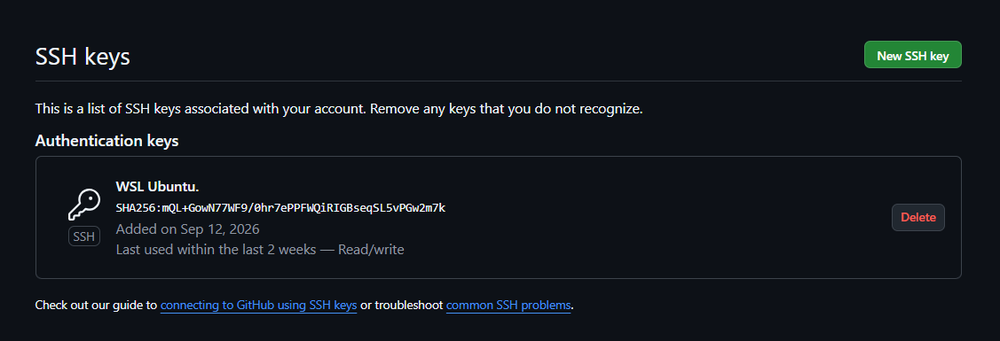 SSH keys
New SSH key
This is a list of SSH keys associated with your account. Remove any keys that you do not recognize.
Authentication keys
WSL Ubuntu.
SHA256:mQL+GowN77WF9/0hr7ePPFWQiRIGBseqSL5vPGw2m7k
SSH
Added on Sep 12, 2026
Last used within the last 2 weeks — Read/write
Delete
Check out our guide to connecting to GitHub using SSH keys or troubleshoot common SSH problems.